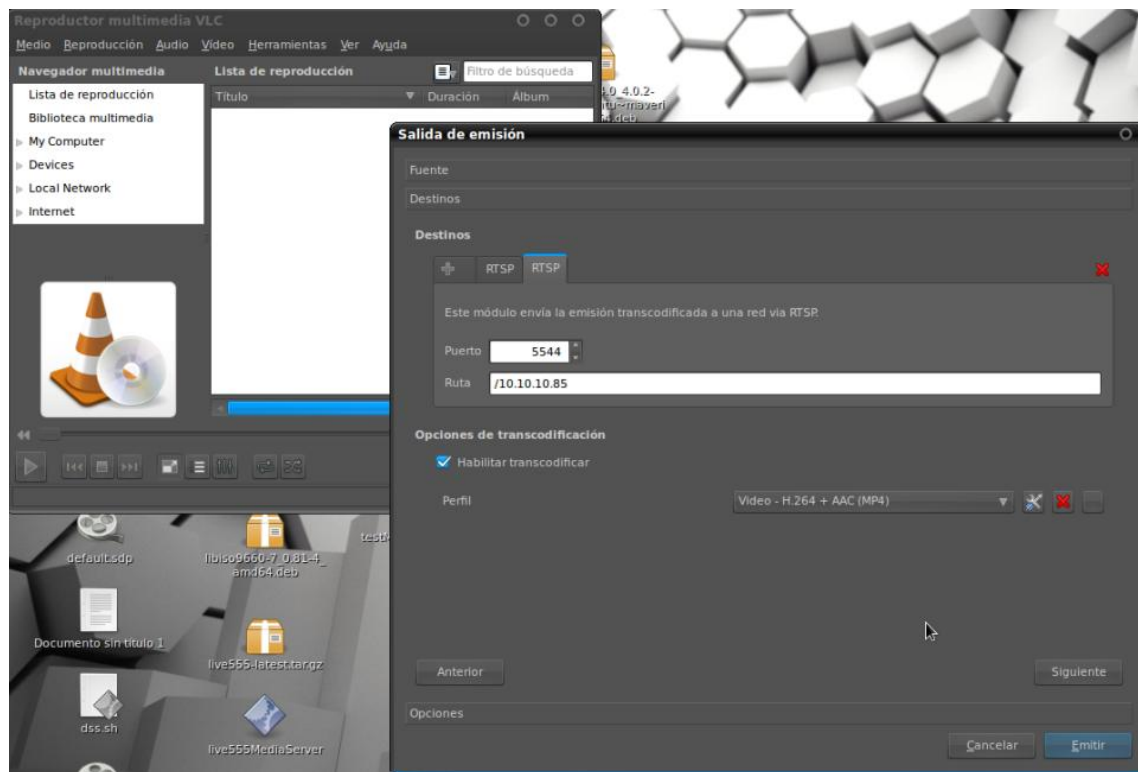 Reproductor multimedia VLC
Medio Reproducción Audio Vídeo Herramientas Ver Ayuda
Navegador multimedia
Lista de reproducción
Filtro de búsqueda
Lista de reproducción
Biblioteca multimedia
My Computer
Devices
Local Network
Internet
Título
Duración
Álbum
Salida de emisión
Fuente
Destinos
Destinos
RTSP
RTSP
Este módulo envía la emisión transcodificada a una red via RTSP.
Puerto
5544
Ruta
/10.10.10.85
Opciones de transcodificación
Habilitar transcodificar
Perfil
Video - H.264 + AAC (MP4)
Anterior
Siguiente
Opciones
Cancelar
Emitir
default.sdp
libiso9660-7_0.81-4_
amd64.deb
Documento sin título 1
live555-latest.tar.gz
dss.sh
live555MediaServer